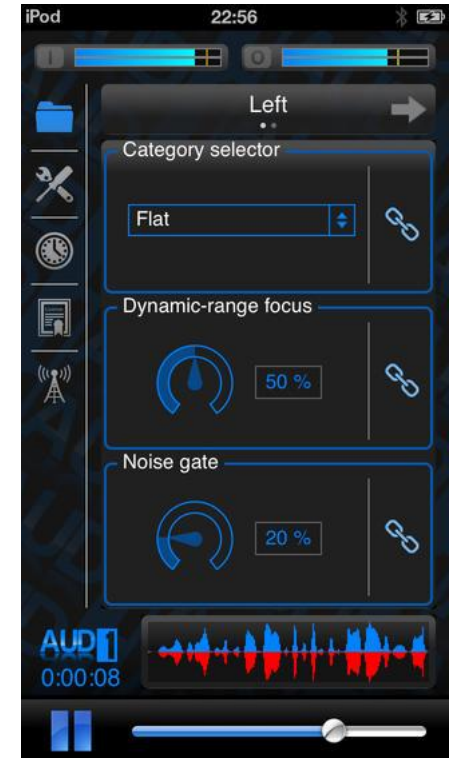 iPod 22:56
I O
Left
Category selector
Flat
Dynamic-range focus
50 %
Noise gate
20 %
AUD1
0:00:08